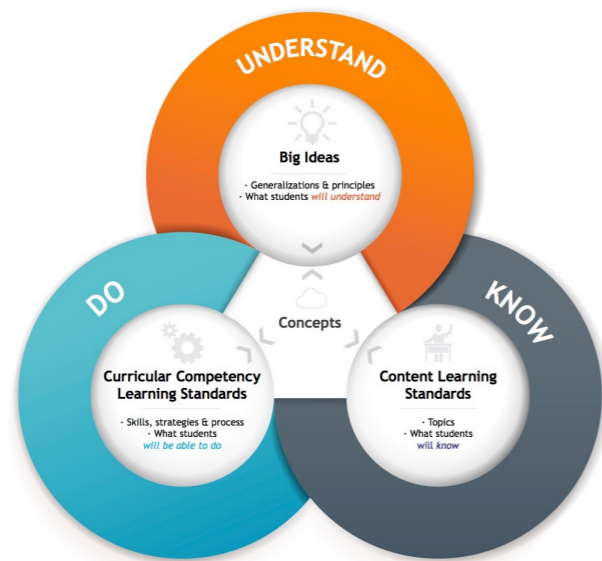 UNDERSTAND
Big Ideas
· Generalizations & principles
· What students will understand
DO
KNOW
Concepts
Curricular Competency
Learning Standards
· Skills, strategies & process
· What students
will be able to do
Content Learning
Standards
· Topics
· What students
will know